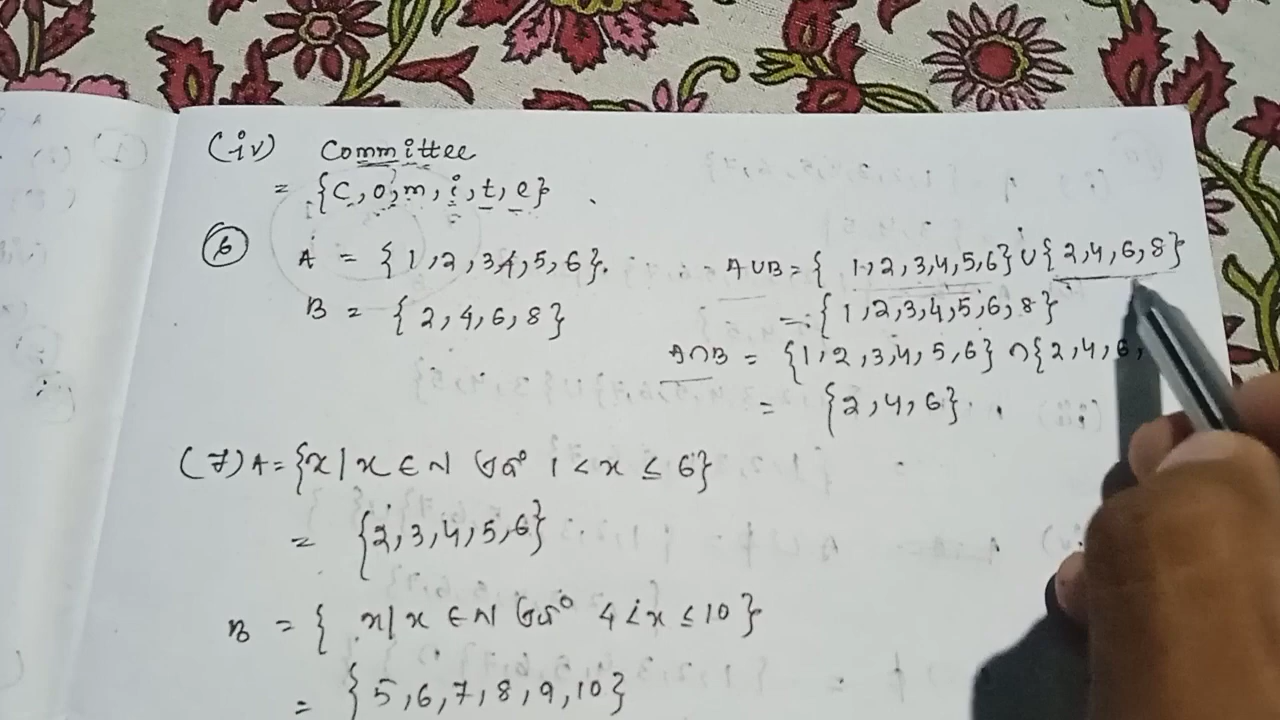 (iv) Committee
= {C, o, m, i, t, e}
(6) A = {1, 2, 3, 4, 5, 6}.
B = {2, 4, 6, 8}
A∪B = {1, 2, 3, 4, 5, 6} ∪ {2, 4, 6, 8}
= {1, 2, 3, 4, 5, 6, 8}
A∩B = {1, 2, 3, 4, 5, 6} ∩ {2, 4, 6,
= {2, 4, 6}.
(7) A = {x | x ∈ N 1 < x ≤ 6}
= {2, 3, 4, 5, 6}
B = {x | x ∈ N 4 < x ≤ 10}
= {5, 6, 7, 8, 9, 10}